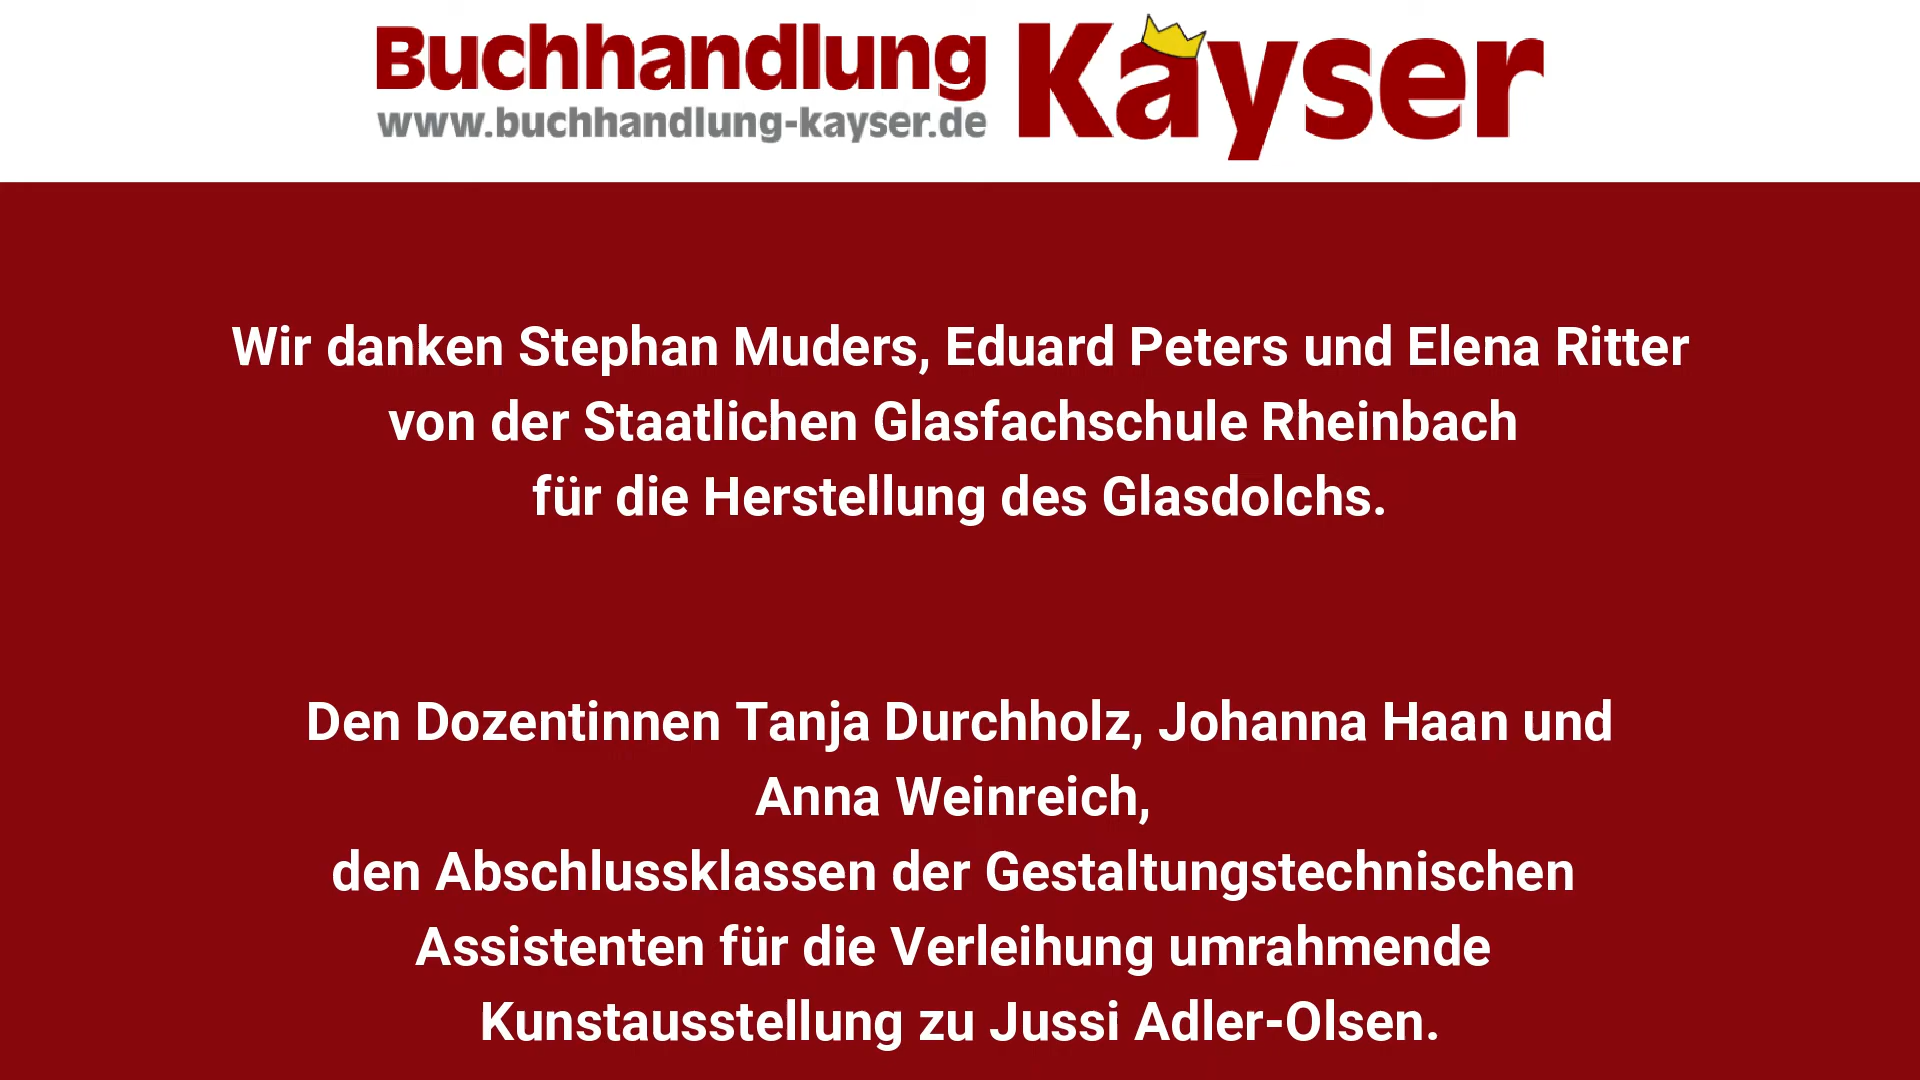 Buchhandlung Kayser
www.buchhandlung-kayser.de
Wir danken Stephan Muders, Eduard Peters und Elena Ritter
von der Staatlichen Glasfachschule Rheinbach
für die Herstellung des Glasdolchs.
Den Dozentinnen Tanja Durchholz, Johanna Haan und
Anna Weinreich,
den Abschlussklassen der Gestaltungstechnischen
Assistenten für die Verleihung umrahmende
Kunstausstellung zu Jussi Adler-Olsen.